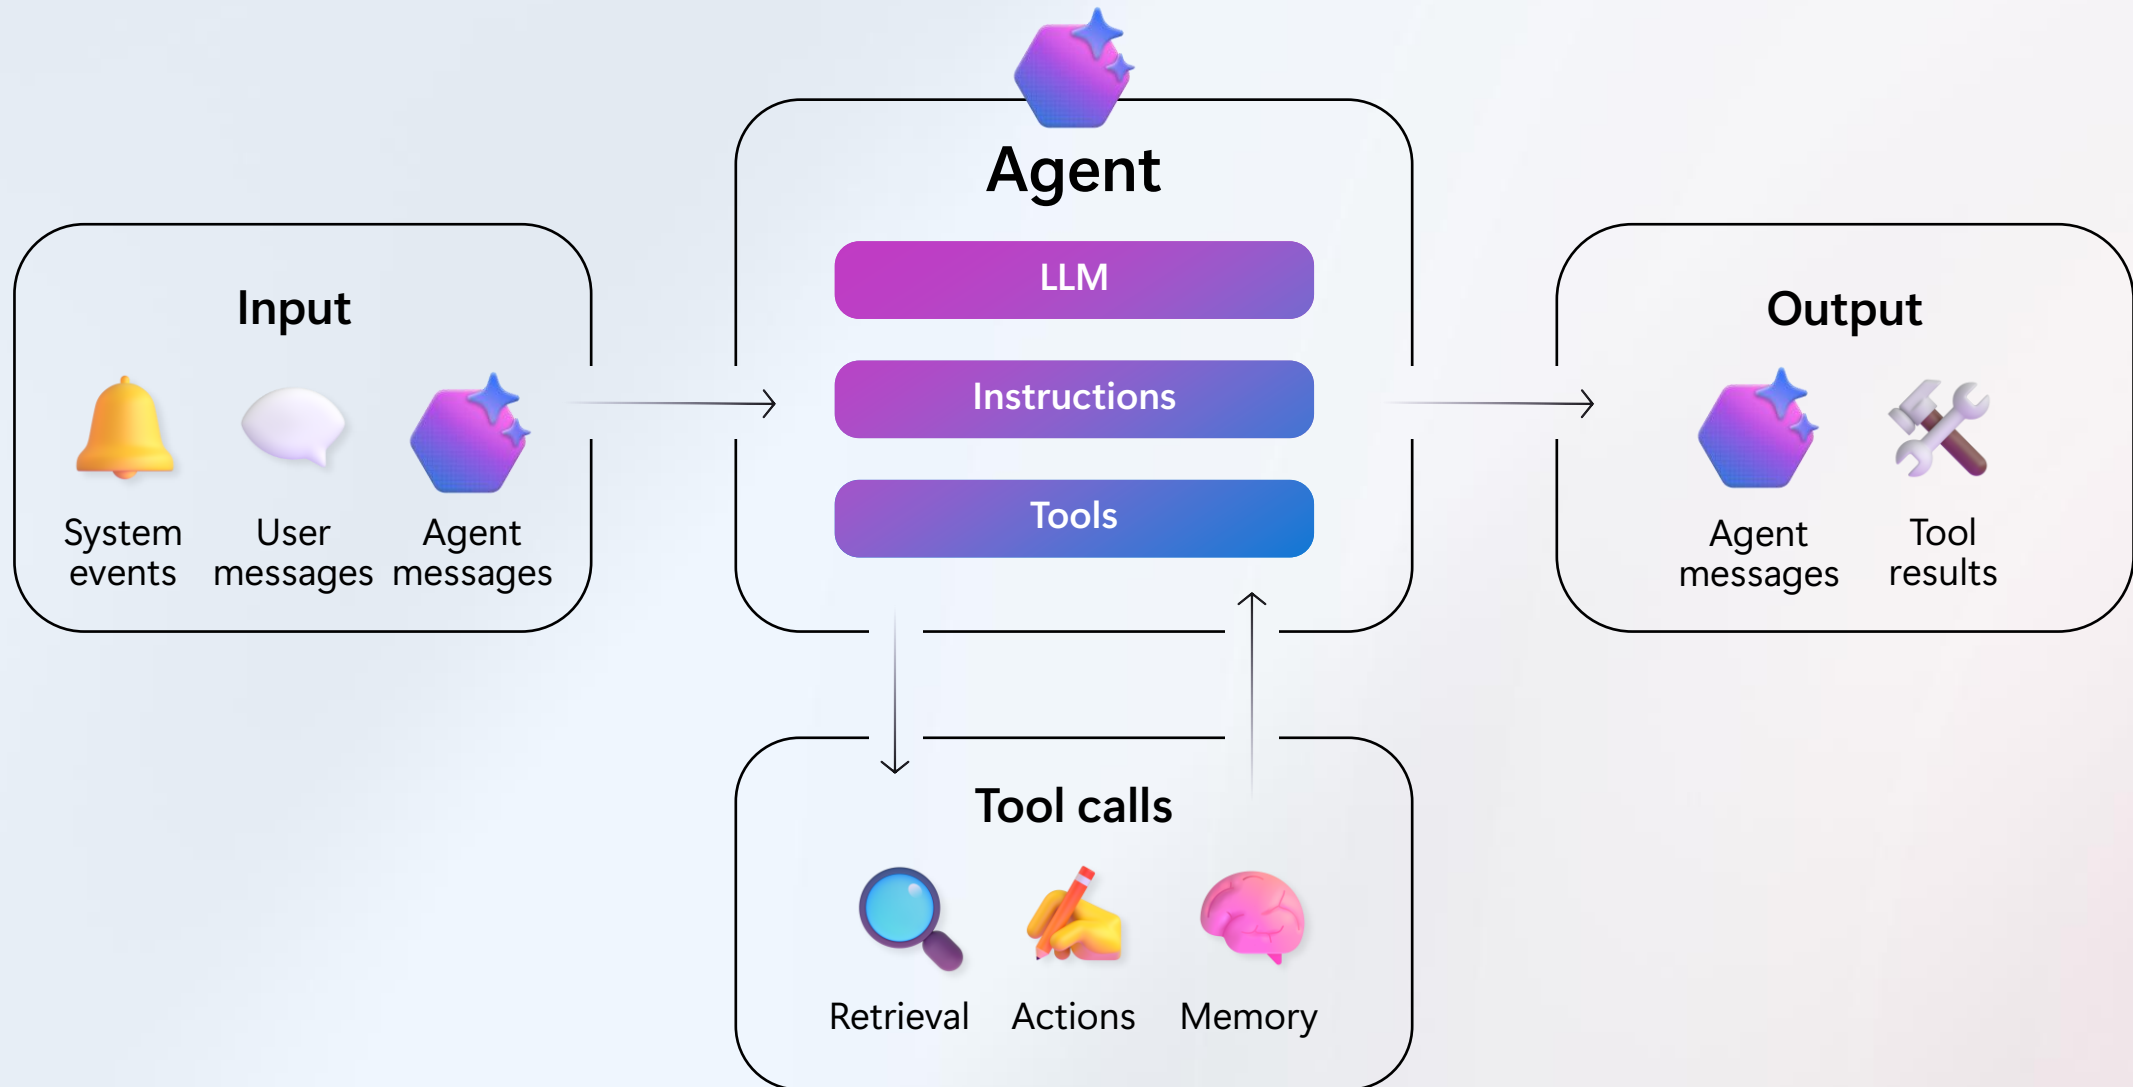 Agent
LLM
Instructions
Tools
Input
System
events
User
messages
Agent
messages
Output
Agent
messages
Tool
results
Tool calls
Retrieval
Actions
Memory